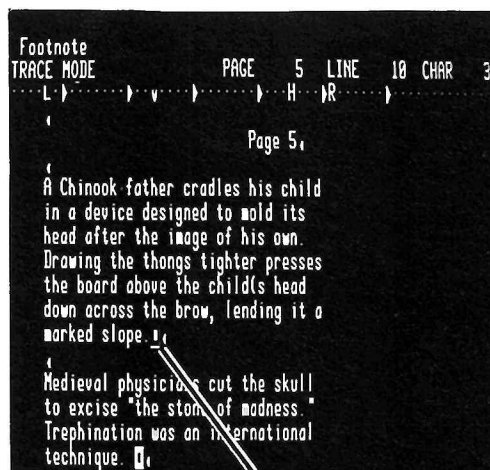 Footnote
TRACE MODE PAGE 5 LINE 10 CHAR 3
L v H R
Page 5
A Chinook father cradles his child
in a device designed to mold its
head after the image of his own.
Drawing the thongs tighter presses
the board above the child(s head
down across the brow, lending it a
marked slope.
Medieval physicians cut the skull
to excise "the stone of madness."
Trephination was an international
technique.